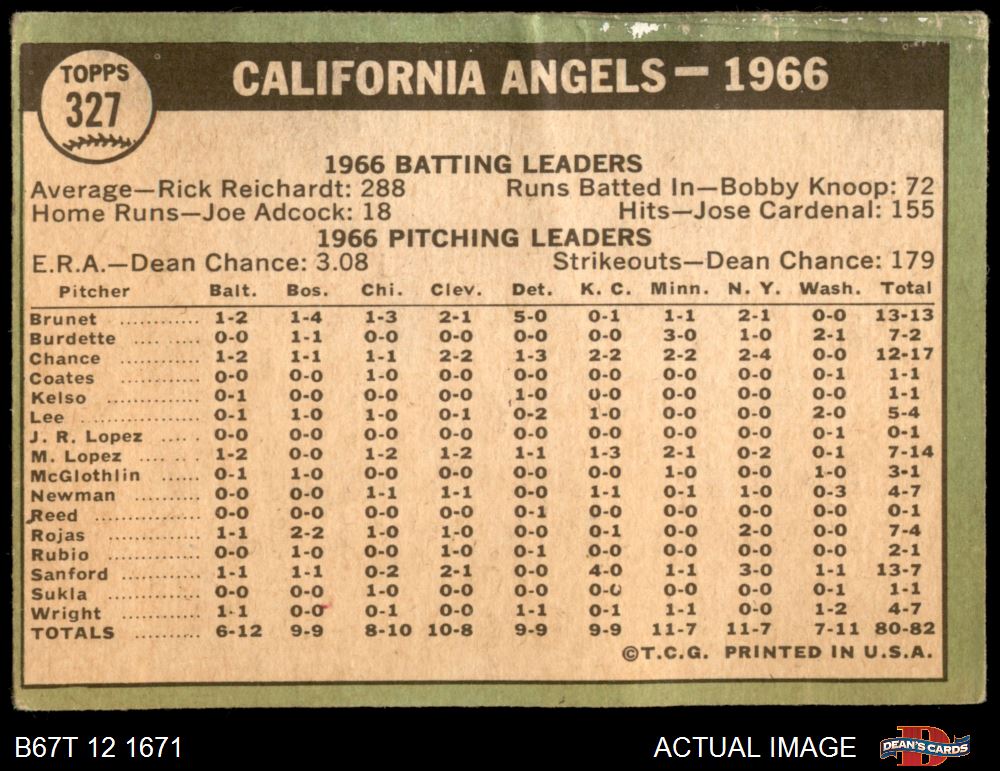 TOPPS
327
CALIFORNIA ANGELS— 1966
1966 BATTING LEADERS
Average—Rick Reichardt: 288 Runs Batted In—Bobby Knoop: 72
Home Runs—Joe Adcock: 18 Hits—Jose Cardenal: 155
1966 PITCHING LEADERS
E.R.A.—Dean Chance: 3.08 Strikeouts—Dean Chance: 179
Pitcher Balt. Bos. Chi. Clev. Det. K. C. Minn. N. Y. Wash. Total
Brunet ............ 1-2 1-4 1-3 2-1 5-0 0-1 1-1 2-1 0-0 13-13
Burdette .......... 0-0 1-1 0-0 0-0 0-0 0-0 3-0 1-0 2-1 7-2
Chance ............ 1-2 1-1 1-1 2-2 1-3 2-2 2-2 2-4 0-0 12-17
Coates ............ 0-0 0-0 1-0 0-0 0-0 0-0 0-0 0-0 0-1 1-1
Kelso ............. 0-1 0-0 0-0 0-0 1-0 0-0 0-0 0-0 0-0 1-1
Lee ............... 0-1 1-0 1-0 0-1 0-2 1-0 0-0 0-0 2-0 5-4
J. R. Lopez ..... 0-0 0-0 0-0 0-0 0-0 0-0 0-0 0-0 0-1 0-1
M. Lopez ........ 1-2 0-0 1-2 1-2 1-1 1-3 2-1 0-2 0-1 7-14
McGlothlin ........ 0-1 1-0 0-0 0-0 0-0 0-0 1-0 0-0 1-0 3-1
Newman .......... 0-0 0-0 1-1 1-1 0-0 1-1 0-1 1-0 0-3 4-7
Reed .............. 0-0 0-0 0-0 0-0 0-1 0-0 0-0 0-0 0-0 0-1
Rojas ............. 1-1 2-2 1-0 1-0 0-0 0-1 0-0 2-0 0-0 7-4
Rubio ............. 0-0 1-0 0-0 1-0 0-1 0-0 0-0 0-0 0-0 2-1
Sanford ........... 1-1 1-1 0-2 2-1 0-0 4-0 1-1 3-0 1-1 13-7
Sukla ............. 0-0 0-0 1-0 0-0 0-0 0-0 0-0 0-0 0-1 1-1
Wright ............ 1-1 0-0 0-1 0-0 1-1 0-1 1-1 0-0 1-2 4-7
TOTALS .......... 6-12 9-9 8-10 10-8 9-9 9-9 11-7 11-7 7-11 80-82
©T.C.G. PRINTED IN U.S.A.
B67T 12 1671 ACTUAL IMAGE DEAN'S CARDS